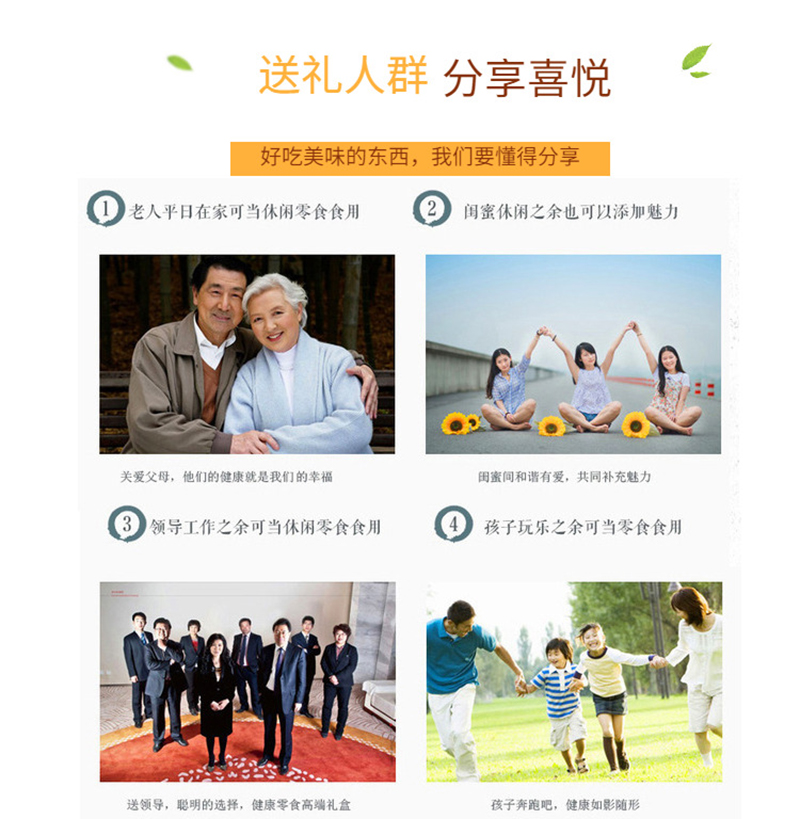 送礼人群 分享喜悦
好吃美味的东西，我们要懂得分享
1 老人平日在家可当休闲零食食用
2 闺蜜休闲之余也可以添加魅力
关爱父母，他们的健康就是我们的幸福
闺蜜间和谐有爱，共同补充魅力
3 领导工作之余可当休闲零食食用
4 孩子玩乐之余可当零食食用
送领导，聪明的选择，健康零食高端礼盒
孩子奔跑吧，健康如影随形